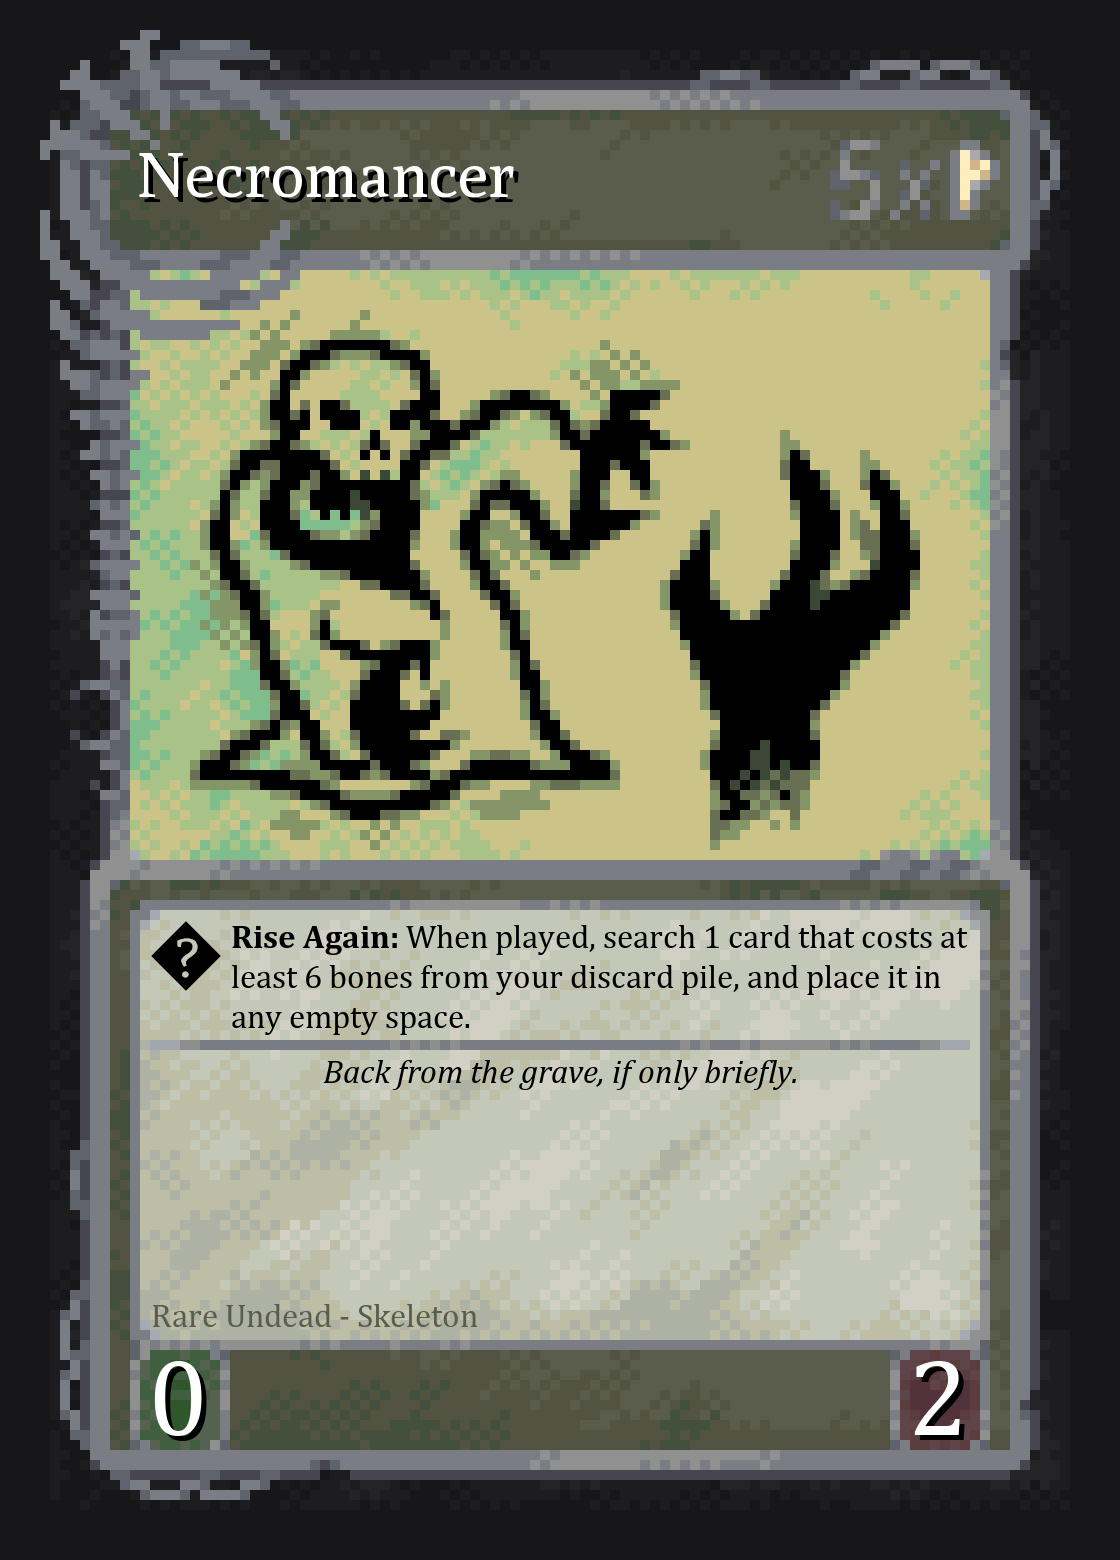 Necromancer 5x
? Rise Again: When played, search 1 card that costs at
least 6 bones from your discard pile, and place it in
any empty space.
Back from the grave, if only briefly.
Rare Undead - Skeleton
0 2